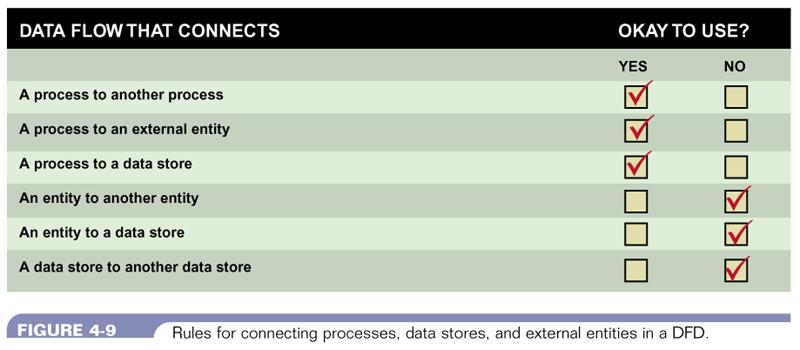 DATA FLOW THAT CONNECTS OKAY TO USE?
YES NO
A process to another process
A process to an external entity
A process to a data store
An entity to another entity
An entity to a data store
A data store to another data store
FIGURE 4-9 Rules for connecting processes, data stores, and external entities in a DFD.